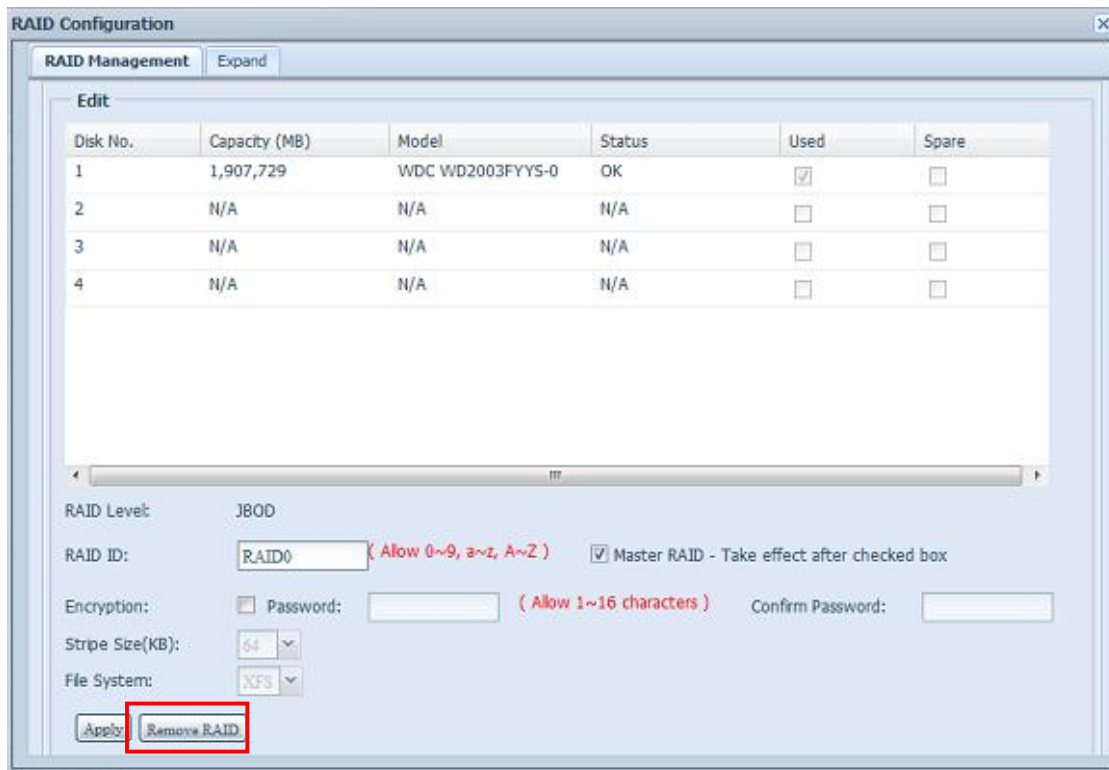 RAID Configuration
RAID Management Expand
Edit
Disk No. Capacity (MB) Model Status Used Spare
1 1,907,729 WDC WD2003FYYS-0 OK
2 N/A N/A N/A
3 N/A N/A N/A
4 N/A N/A N/A
RAID Level: JBOD
RAID ID: RAID0 ( Allow 0~9, a~z, A~Z ) Master RAID - Take effect after checked box
Encryption: Password: ( Allow 1~16 characters ) Confirm Password:
Stripe Size(KB): 64
File System: XFS
Apply Remove RAID